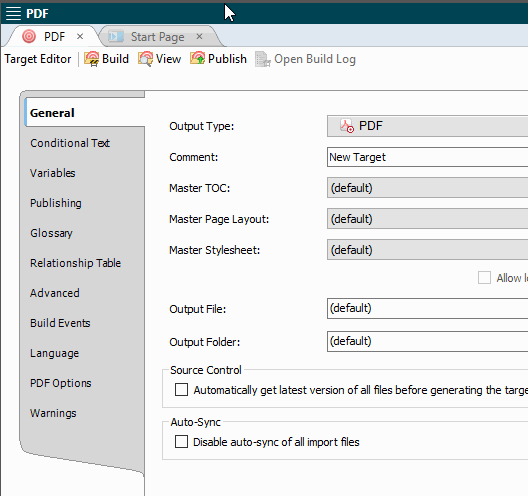 PDF
PDF × Start Page ×
Target Editor Build View Publish Open Build Log
General
Conditional Text
Variables
Publishing
Glossary
Relationship Table
Advanced
Build Events
Language
PDF Options
Warnings
Output Type: PDF
Comment: New Target
Master TOC: (default)
Master Page Layout: (default)
Master Stylesheet: (default)
Allow
Output File: (default)
Output Folder: (default)
Source Control
Automatically get latest version of all files before generating the targe
Auto-Sync
Disable auto-sync of all import files